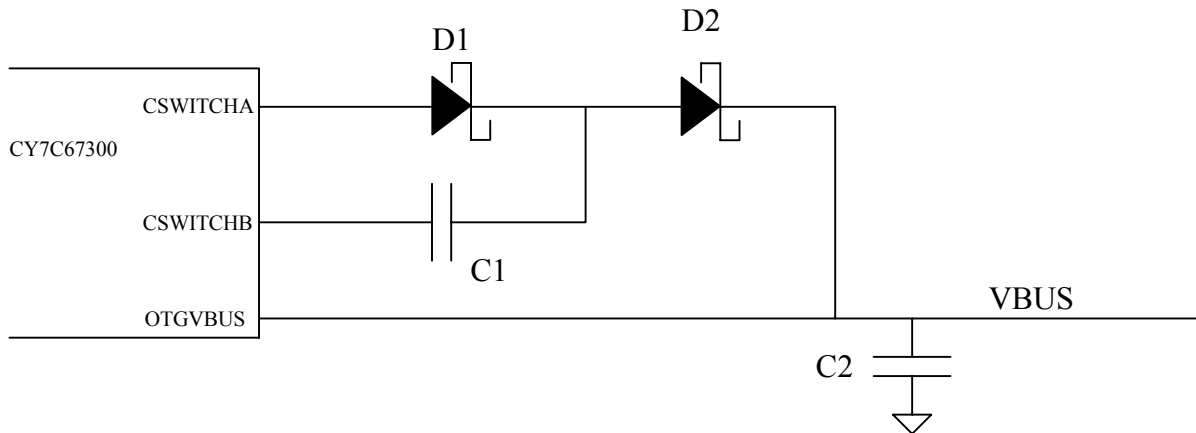 D1
D2
CSWITCHA
CY7C67300
CSWITCHB
C1
OTGVBUS
VBUS
C2